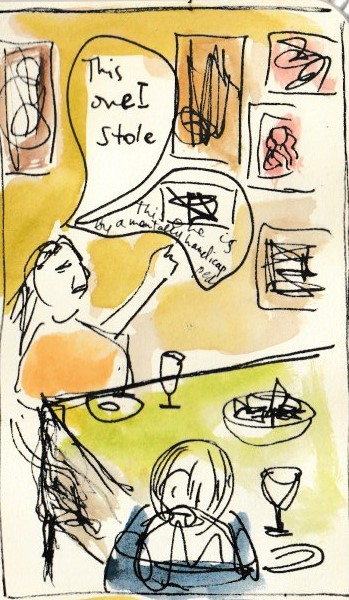 This
one I
Stole
this one is
by a mentally handicap
ped